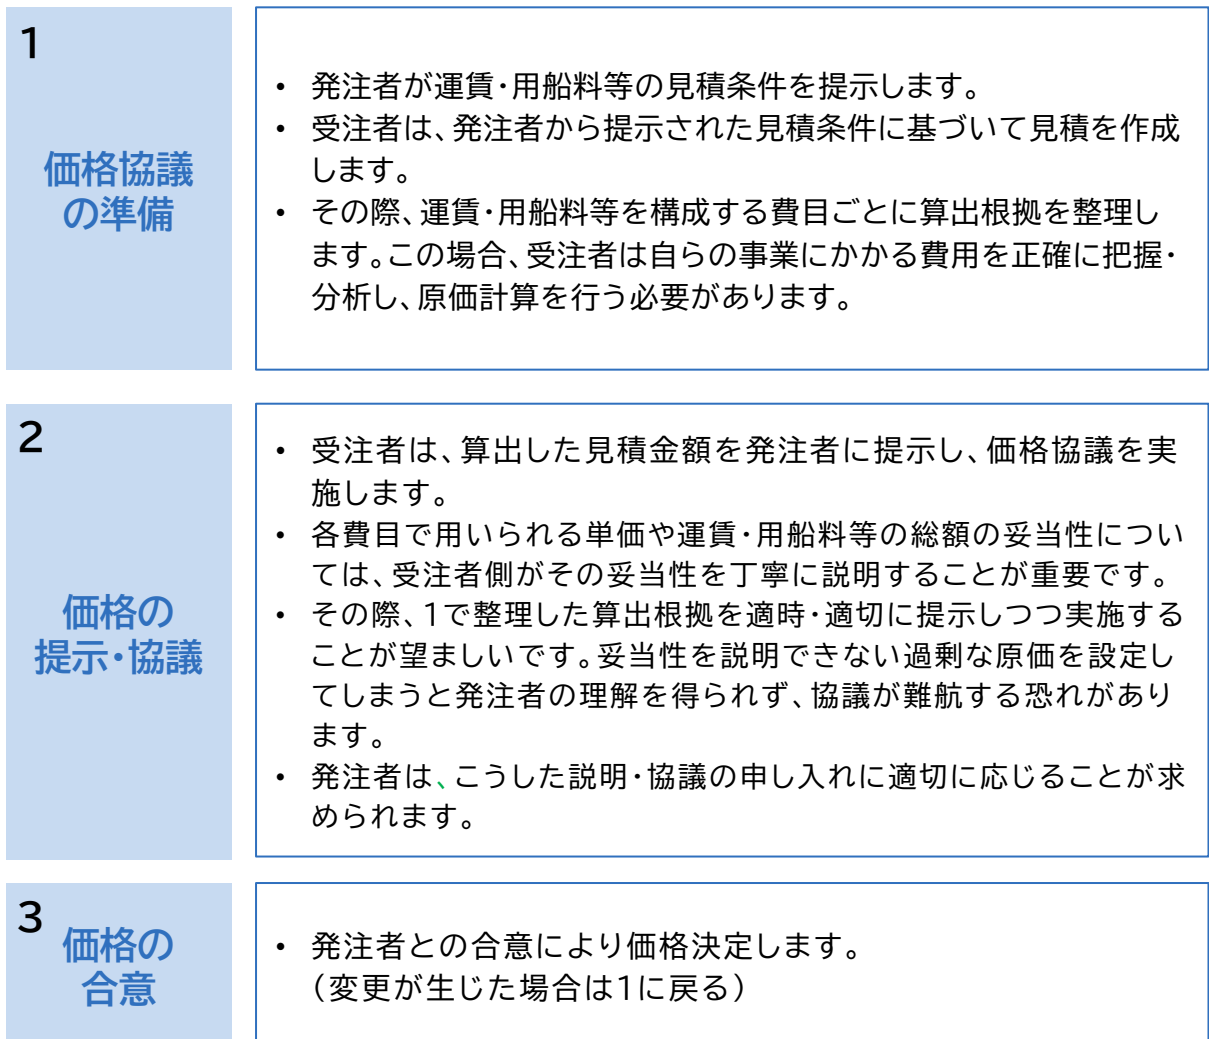 1
価格協議
の準備
• 発注者が運賃・用船料等の見積条件を提示します。
• 受注者は、発注者から提示された見積条件に基づいて見積を作成
します。
• その際、運賃・用船料等を構成する費目ごとに算出根拠を整理し
ます。この場合、受注者は自らの事業にかかる費用を正確に把握・
分析し、原価計算を行う必要があります。
2
価格の
提示・協議
• 受注者は、算出した見積金額を発注者に提示し、価格協議を実
施します。
• 各費目で用いられる単価や運賃・用船料等の総額の妥当性につい
ては、受注者側がその妥当性を丁寧に説明することが重要です。
• その際、1で整理した算出根拠を適時・適切に提示しつつ実施する
ことが望ましいです。妥当性を説明できない過剰な原価を設定し
てしまうと発注者の理解を得られず、協議が難航する恐れがあり
ます。
• 発注者は、こうした説明・協議の申し入れに適切に応じることが求
められます。
3
価格の
合意
• 発注者との合意により価格決定します。
（変更が生じた場合は1に戻る）